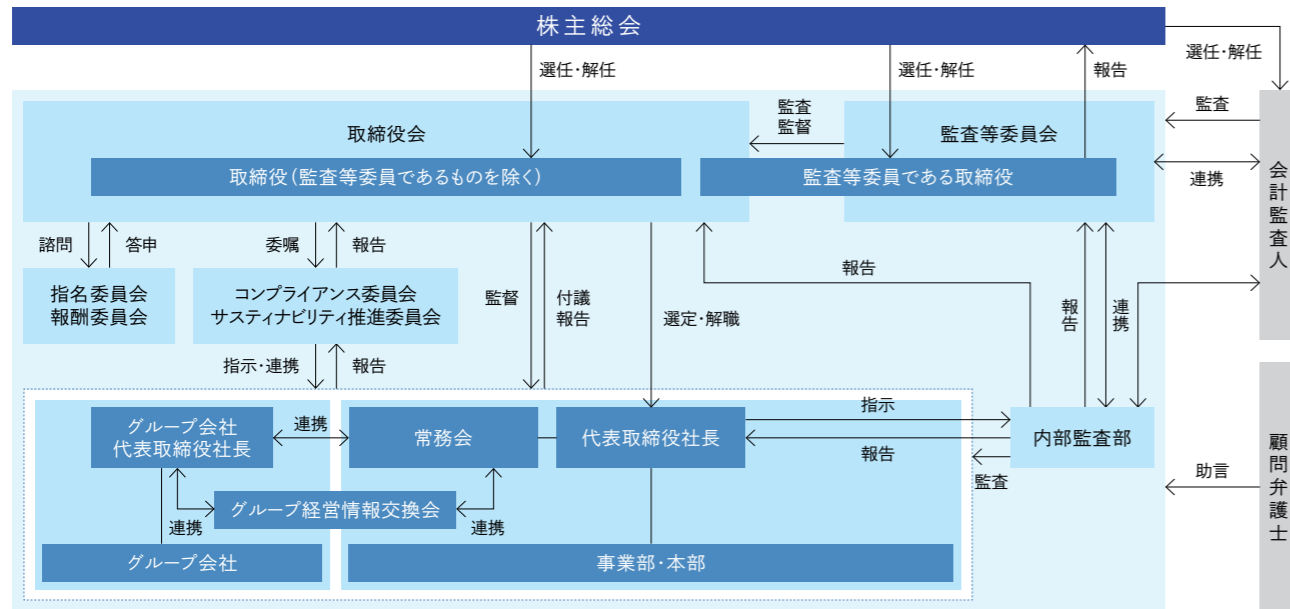 株主総会
選任・解任
選任・解任
報告
選任・解任
監査
監督
監査
取締役会
監査等委員会
取締役（監査等委員であるものを除く）
監査等委員である取締役
連携
会計監査人
諮問
答申
委嘱
報告
指名委員会
報酬委員会
コンプライアンス委員会
サスティナビリティ推進委員会
監督
付議
報告
選定・解職
報告
報告
連携
指示・連携
報告
グループ会社
代表取締役社長
連携
常務会
代表取締役社長
指示
報告
内部監査部
監査
助言
顧問弁護士
グループ経営情報交換会
連携
連携
グループ会社
事業部・本部